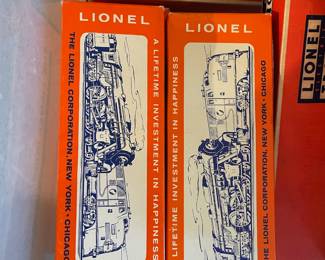 LIONEL
A LIFETIME INVESTMENT IN HAPPINESS
THE LIONEL CORPORATION, NEW YORK • CHICAGO
LIONEL
LIFETIME INVESTMENT IN HAPPINESS
THE LIONEL CORPORATION, NEW YORK • CHICAGO
LIONEL